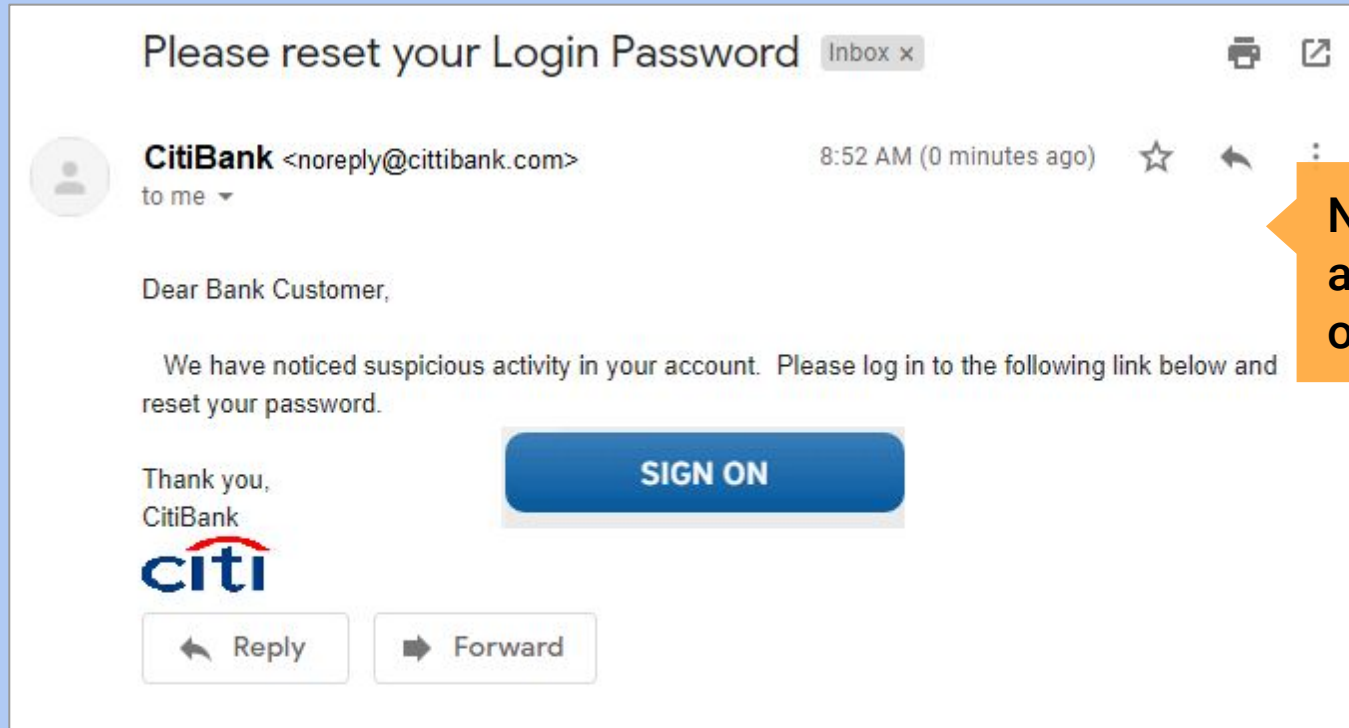 Please reset your Login Password Inbox x
CitiBank <noreply@cittibank.com> 8:52 AM (0 minutes ago)
to me
Dear Bank Customer,
We have noticed suspicious activity in your account. Please log in to the following link below and
reset your password.
SIGN ON
Thank you,
CitiBank
citi
Reply Forward